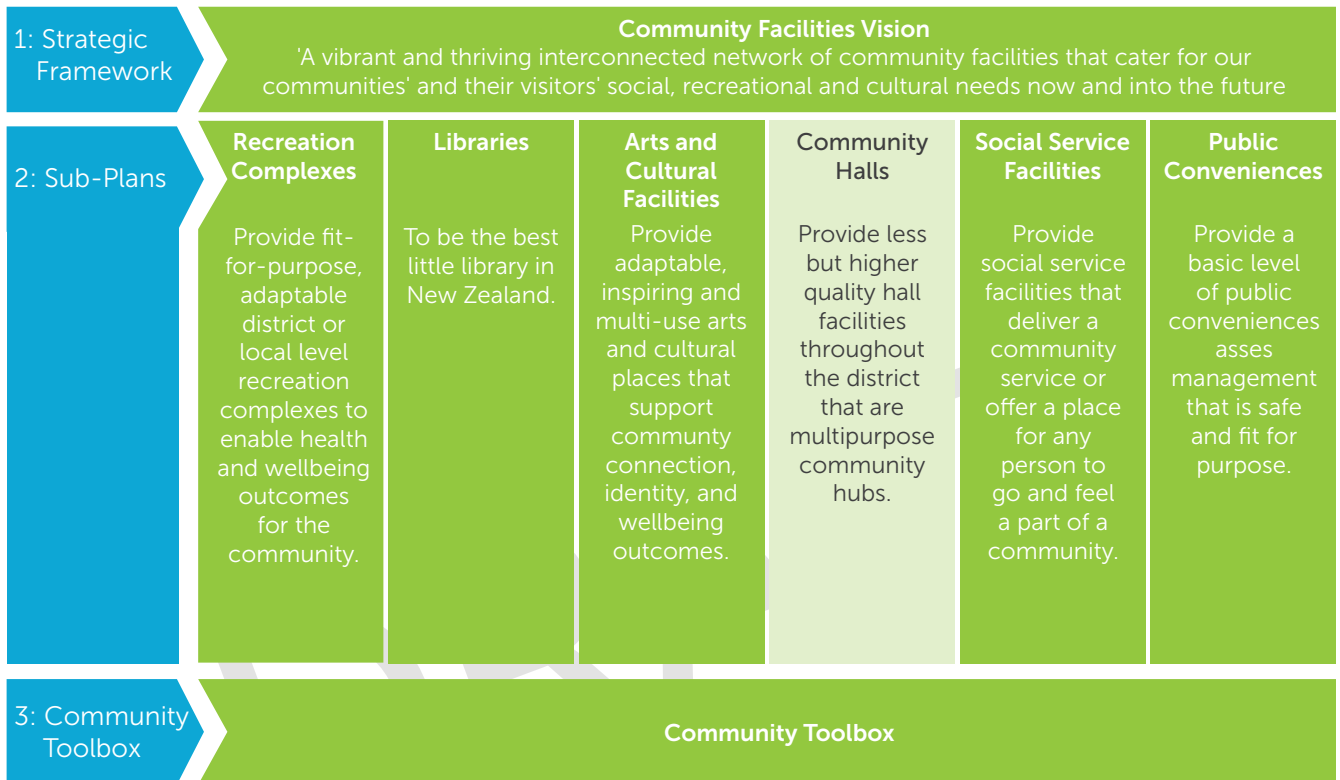 1: Strategic
Framework
Community Facilities Vision
'A vibrant and thriving interconnected network of community facilities that cater for our
communities' and their visitors' social, recreational and cultural needs now and into the future
2: Sub-Plans
Recreation
Complexes
Provide fit-
for-purpose,
adaptable
district or
local level
recreation
complexes to
enable health
and wellbeing
outcomes
for the
community.
Libraries
To be the best
little library in
New Zealand.
Arts and
Cultural
Facilities
Provide
adaptable,
inspiring and
multi-use arts
and cultural
places that
support
communty
connection,
identity, and
wellbeing
outcomes.
Community
Halls
Provide less
but higher
quality hall
facilities
throughout
the district
that are
multipurpose
community
hubs.
Social Service
Facilities
Provide
social service
facilities that
deliver a
community
service or
offer a place
for any
person to
go and feel
a part of a
community.
Public
Conveniences
Provide a
basic level
of public
conveniences
asses
management
that is safe
and fit for
purpose.
3: Community
Toolbox
Community Toolbox